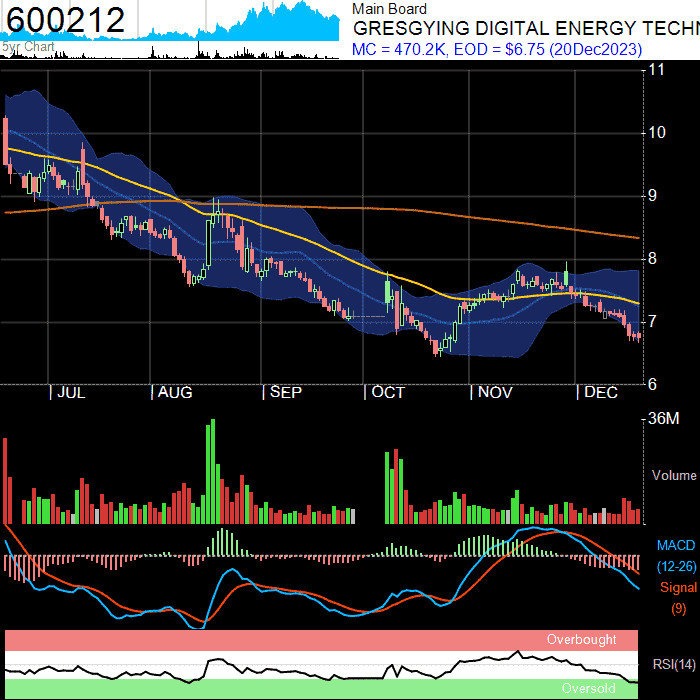 600212
5yr Chart
Main Board
GRESGYING DIGITAL ENERGY TECHN
MC = 470.2K, EOD = $6.75 (20Dec2023)
11
10
9
8
7
6
JUL AUG SEP OCT NOV DEC
36M
Volume
MACD
(12-26)
Signal
(9)
Overbought
RSI(14)
Oversold